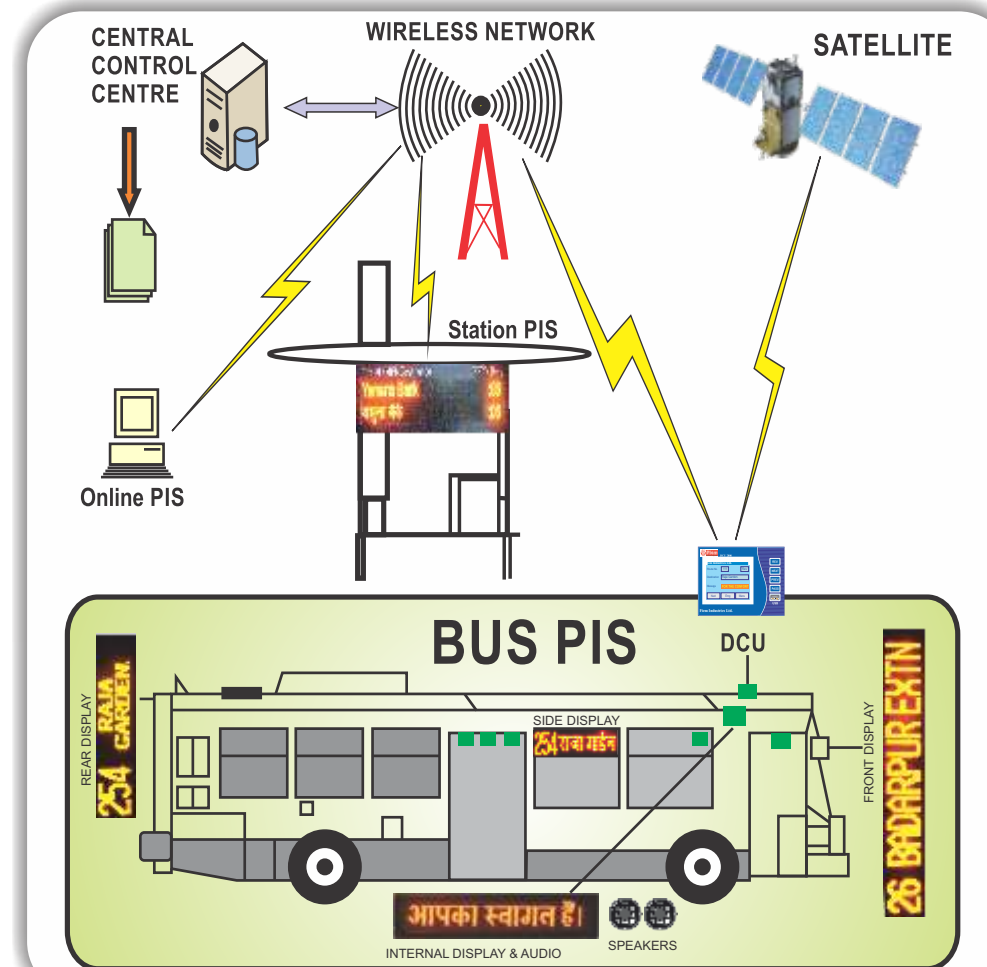 CENTRAL
CONTROL
CENTRE
WIRELESS NETWORK
SATELLITE
Station PIS
Yamuna Bank
Online PIS
BUS PIS
DCU
REAR DISPLAY
254 RAJA
GARDEN.
SIDE DISPLAY
254 राजा गार्डन
FRONT DISPLAY
26 BADARPUR EXTN
आपका स्वागत है।
INTERNAL DISPLAY & AUDIO
SPEAKERS